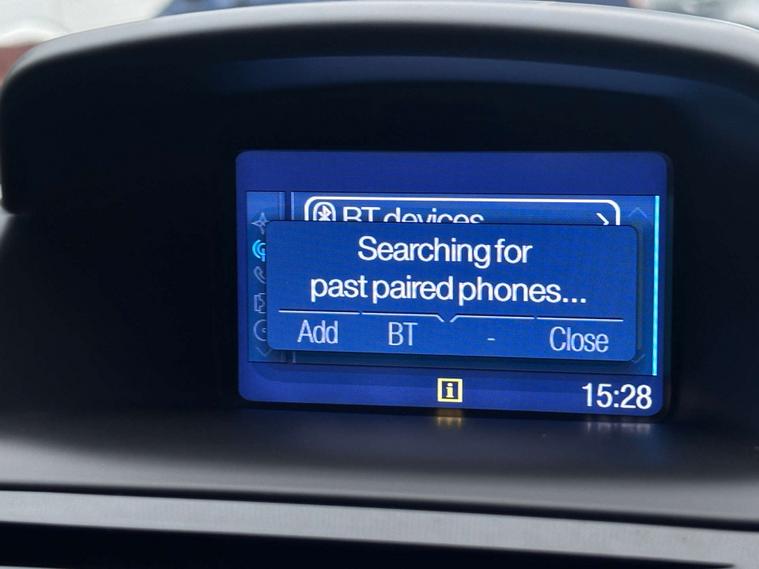 BT devices
Searching for
past paired phones...
Add BT - Close
i 15:28